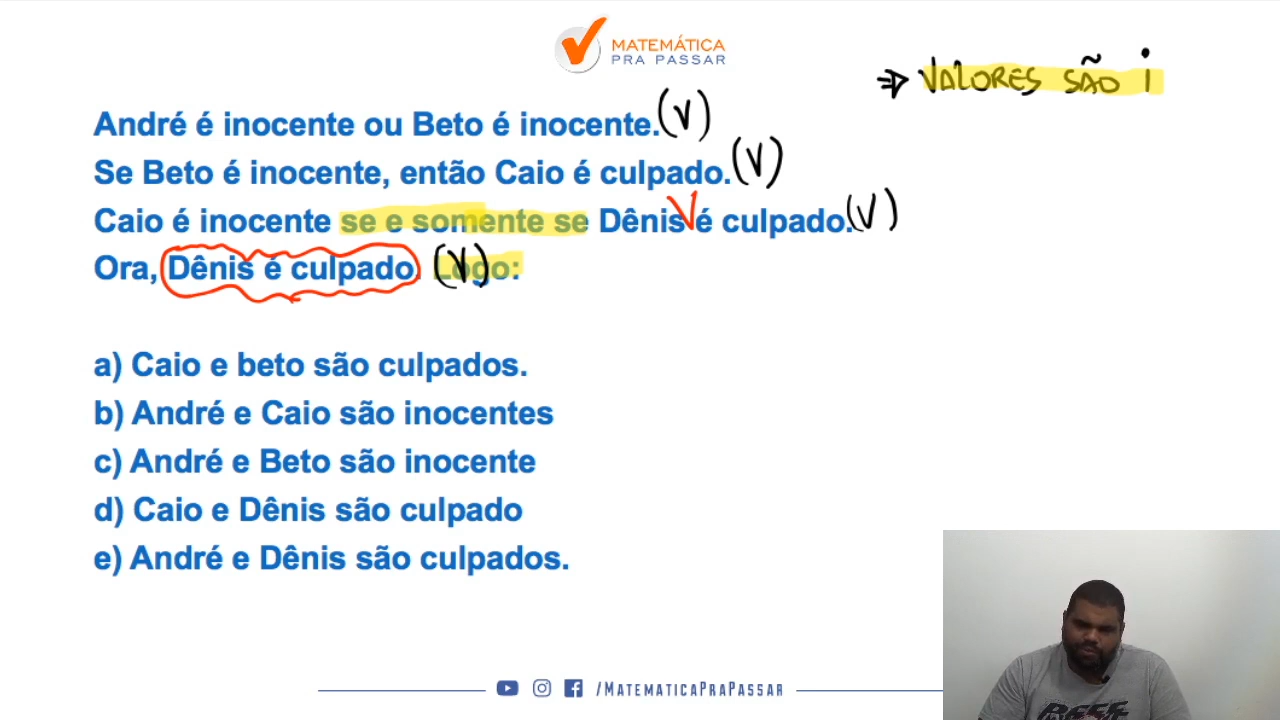 MATEMÁTICA
PRA PASSAR
⇒ VALORES SÃO i
André é inocente ou Beto é inocente. (V)
Se Beto é inocente, então Caio é culpado. (V)
Caio é inocente se e somente se Dênis é culpado. (V)
V
Ora, Dênis é culpado. (V) Logo:
a) Caio e beto são culpados.
b) André e Caio são inocentes
c) André e Beto são inocente
d) Caio e Dênis são culpado
e) André e Dênis são culpados.
/MATEMATICAPRAPASSAR